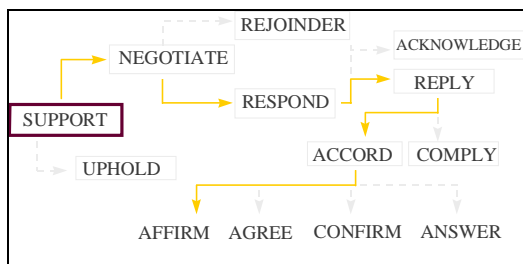 REJOINDER
ACKNOWLEDGE
NEGOTIATE
REPLY
RESPOND
SUPPORT
ACCORD COMPLY
UPHOLD
AFFIRM AGREE CONFIRM ANSWER